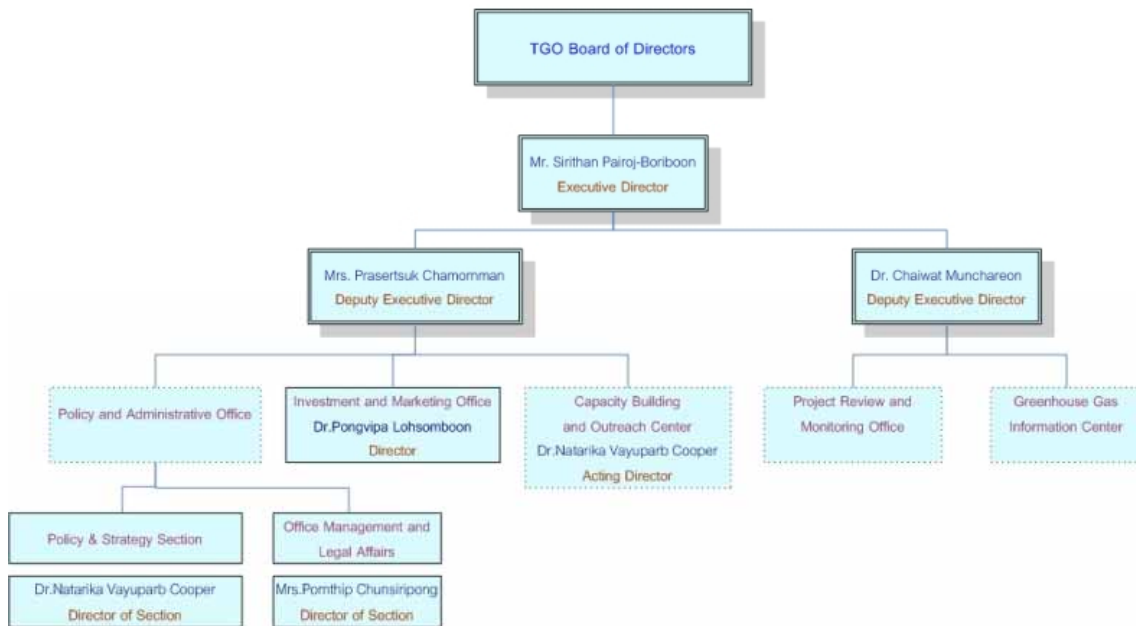 TGO Board of Directors
Mr. Sirithan Pairoj-Boriboon
Executive Director
Mrs. Prasertsuk Chamornman
Deputy Executive Director
Dr. Chaiwat Munchareon
Deputy Executive Director
Policy and Administrative Office
Investment and Marketing Office
Dr.Pongvipa Lohsomboon
Director
Capacity Building
and Outreach Center
Dr.Natarika Vayuparb Cooper
Acting Director
Project Review and
Monitoring Office
Greenhouse Gas
Information Center
Policy & Strategy Section
Office Management and
Legal Affairs
Dr.Natarika Vayuparb Cooper
Director of Section
Mrs.Pornthip Chunsiripong
Director of Section